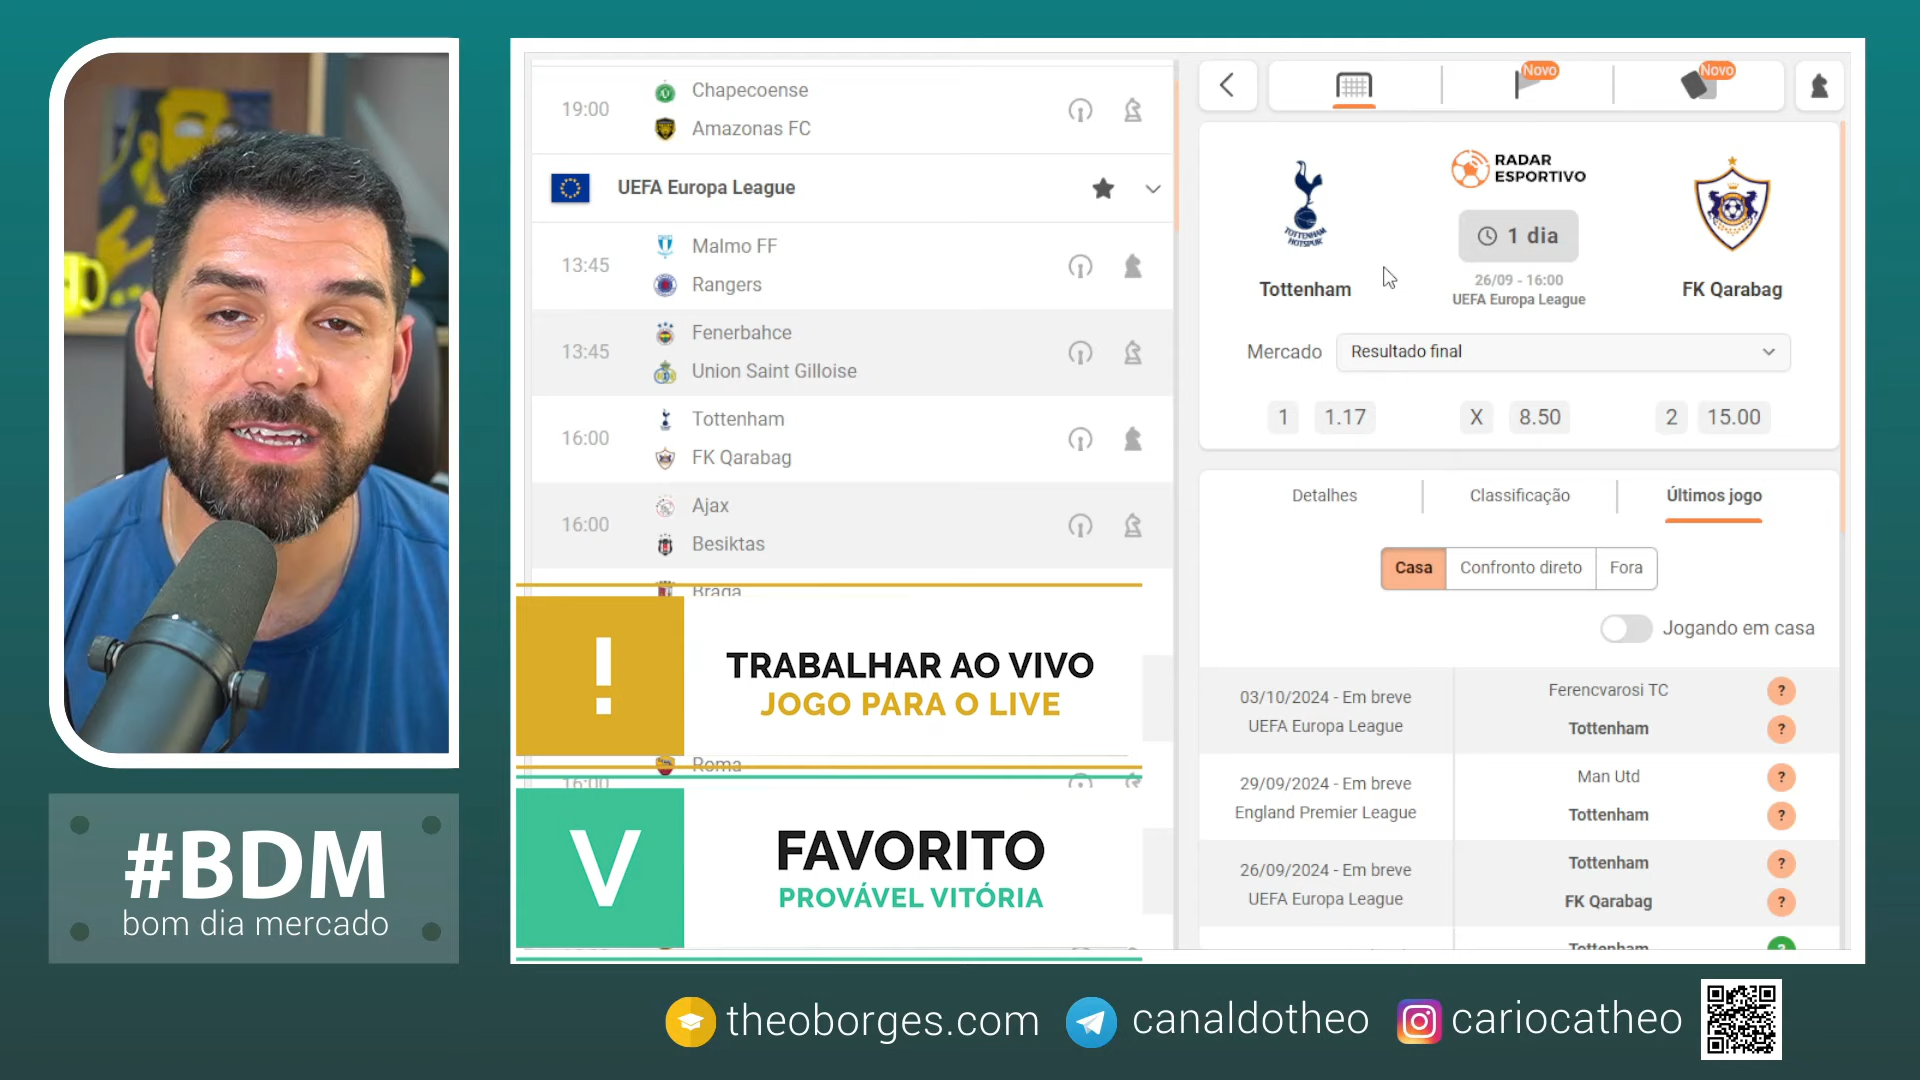 19:00
Chapecoense
Amazonas FC
UEFA Europa League
13:45
Malmo FF
Rangers
13:45
Fenerbahce
Union Saint Gilloise
16:00
Tottenham
FK Qarabag
16:00
Ajax
Besiktas
Braga
!
TRABALHAR AO VIVO
JOGO PARA O LIVE
Roma
16:00
V
FAVORITO
PROVÁVEL VITÓRIA
Novo
Novo
RADAR
ESPORTIVO
TOTTENHAM
HOTSPUR
1 dia
26/09 - 16:00
UEFA Europa League
Tottenham
FK Qarabag
Mercado
Resultado final
1 1.17 X 8.50 2 15.00
Detalhes
Classificação
Últimos jogo
Casa
Confronto direto
Fora
Jogando em casa
03/10/2024 - Em breve
UEFA Europa League
Ferencvarosi TC ?
Tottenham ?
29/09/2024 - Em breve
England Premier League
Man Utd ?
Tottenham ?
26/09/2024 - Em breve
UEFA Europa League
Tottenham ?
FK Qarabag ?
Tottenham
#BDM
bom dia mercado
theoborges.com
canaldotheo
cariocatheo